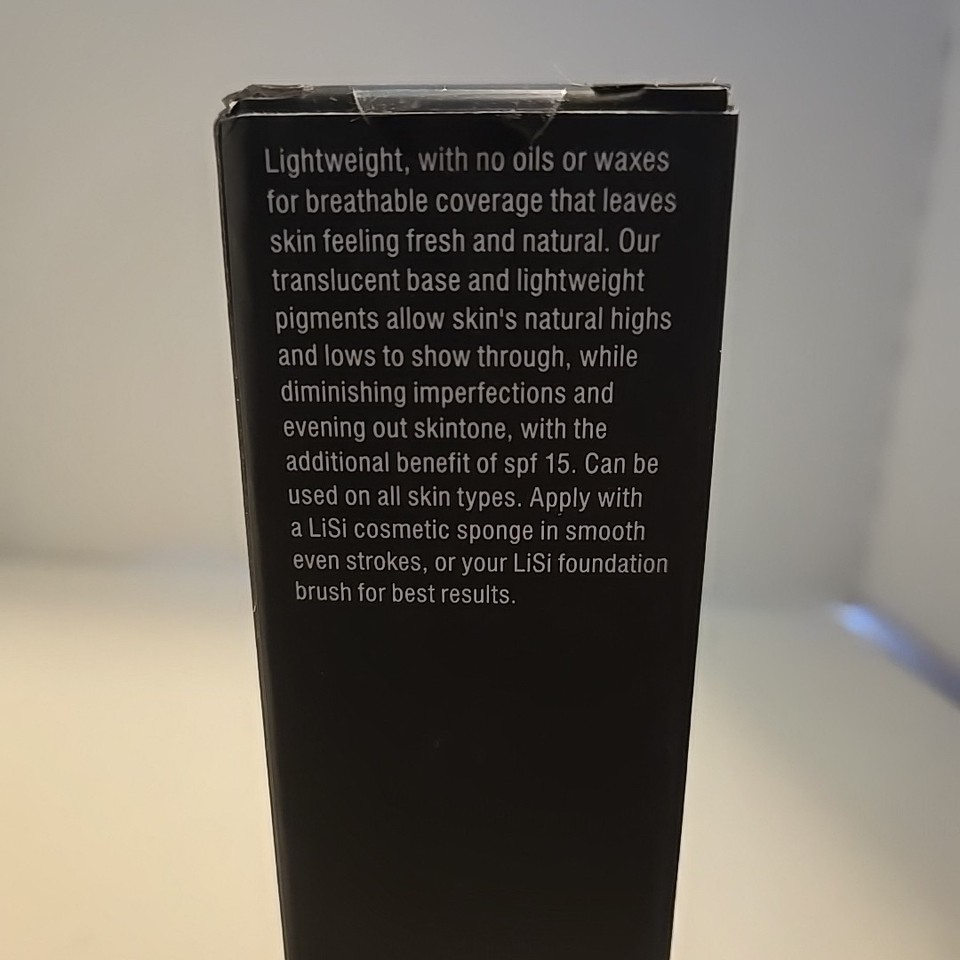 Lightweight, with no oils or waxes
for breathable coverage that leaves
skin feeling fresh and natural. Our
translucent base and lightweight
pigments allow skin's natural highs
and lows to show through, while
diminishing imperfections and
evening out skintone, with the
additional benefit of spf 15. Can be
used on all skin types. Apply with
a LiSi cosmetic sponge in smooth
even strokes, or your LiSi foundation
brush for best results.